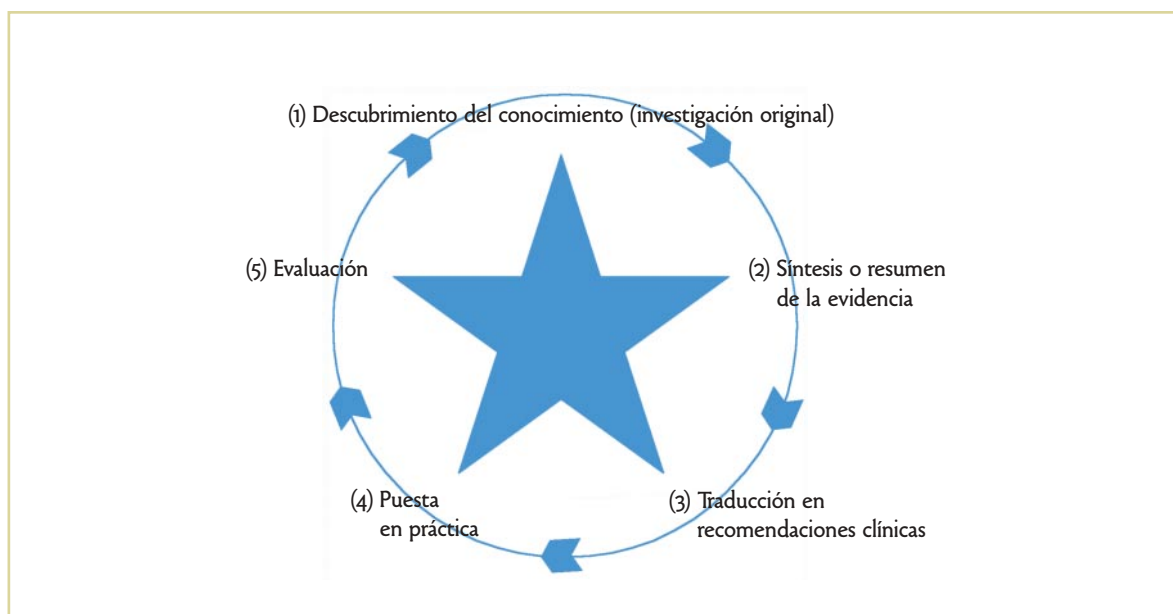 (1) Descubrimiento del conocimiento (investigación original)
(5) Evaluación
(2) Síntesis o resumen
de la evidencia
(4) Puesta
en práctica
(3) Traducción en
recomendaciones clínicas